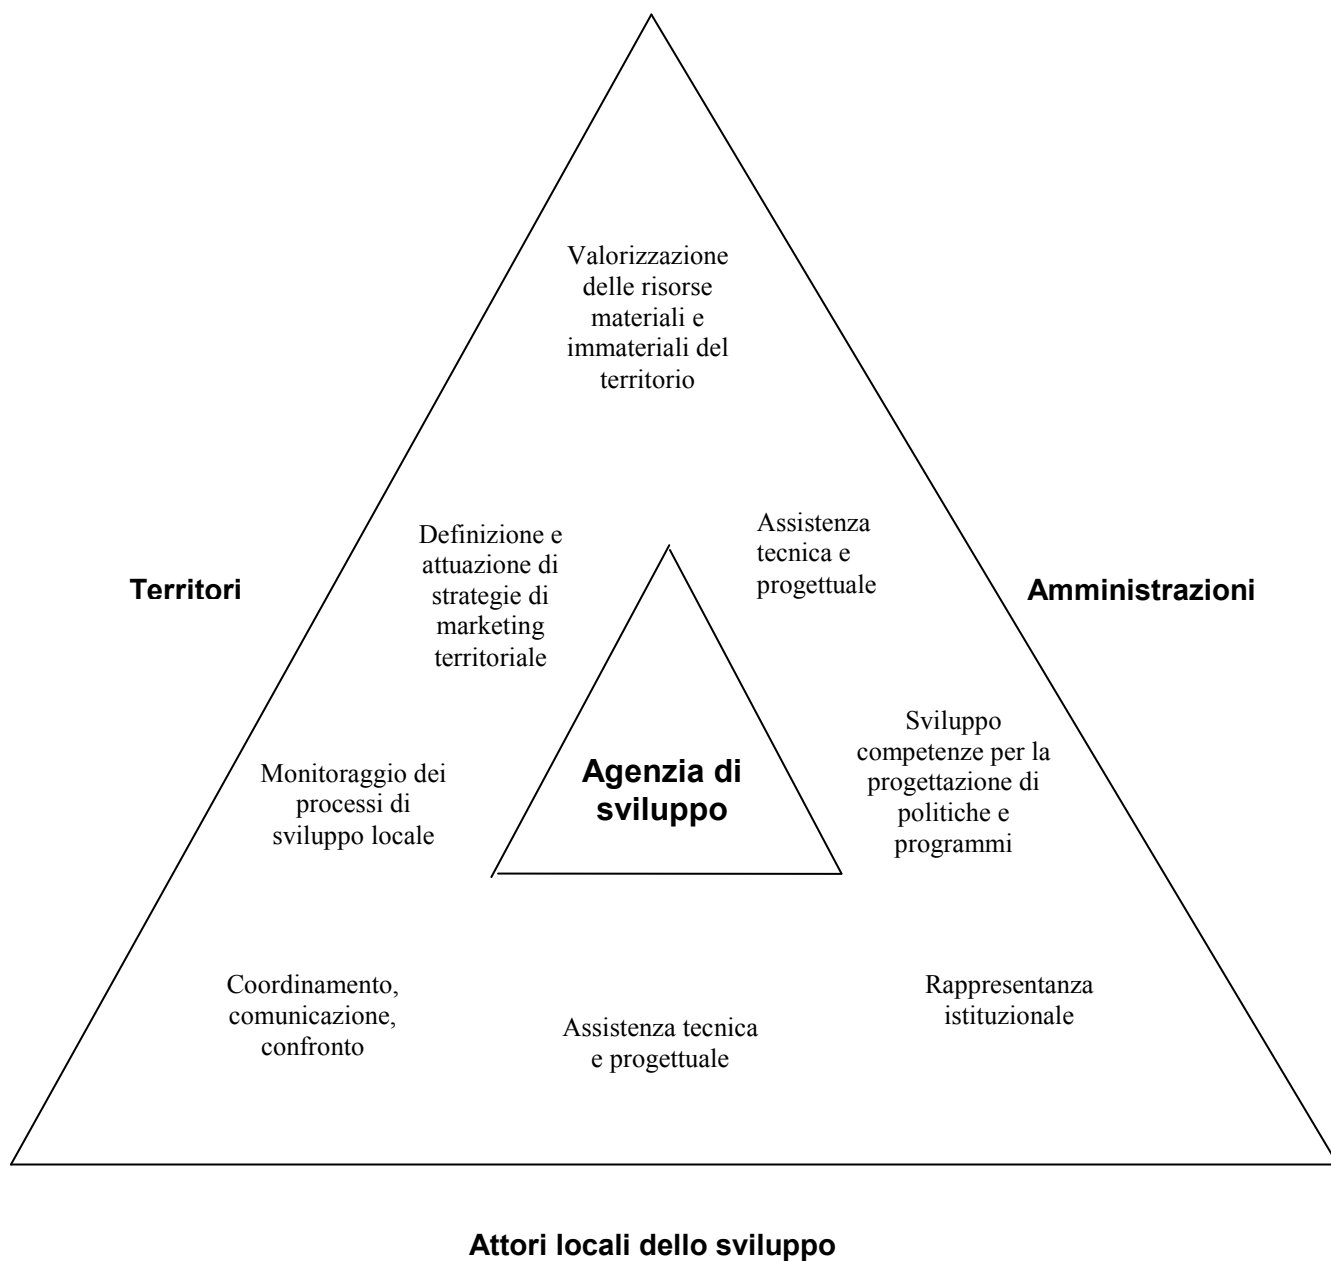 Valorizzazione
delle risorse
materiali e
immateriali del
territorio
Definizione e
attuazione di
strategie di
marketing
territoriale
Assistenza
tecnica e
progettuale
Territori
Amministrazioni
Monitoraggio dei
processi di
sviluppo locale
Agenzia di
sviluppo
Sviluppo
competenze per la
progettazione di
politiche e
programmi
Coordinamento,
comunicazione,
confronto
Assistenza tecnica
e progettuale
Rappresentanza
istituzionale
Attori locali dello sviluppo